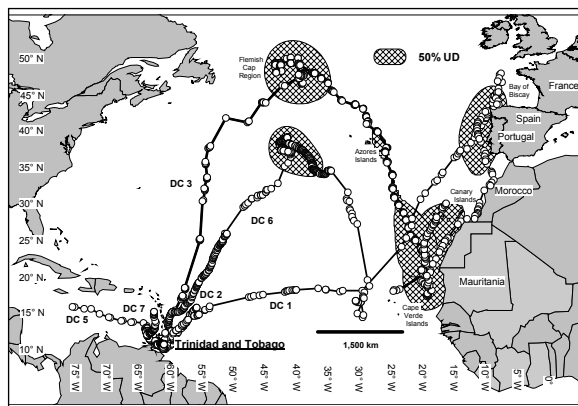 50° N
45° N
40° N
35° N
30° N
25° N
20° N
15° N
10° N
Flemish
Cap
Region
50% UD
Bay of
Biscay
France
Spain
Portugal
Azores
Islands
Canary
Islands
Morocco
Mauritania
Cape
Verde
Islands
DC 3
DC 6
DC 2
DC 1
DC 7
DC 5
Trinidad and Tobago
1,500 km
75° W
70° W
65° W
60° W
55° W
50° W
45° W
40° W
35° W
30° W
25° W
20° W
15° W
10° W
5° W
0°